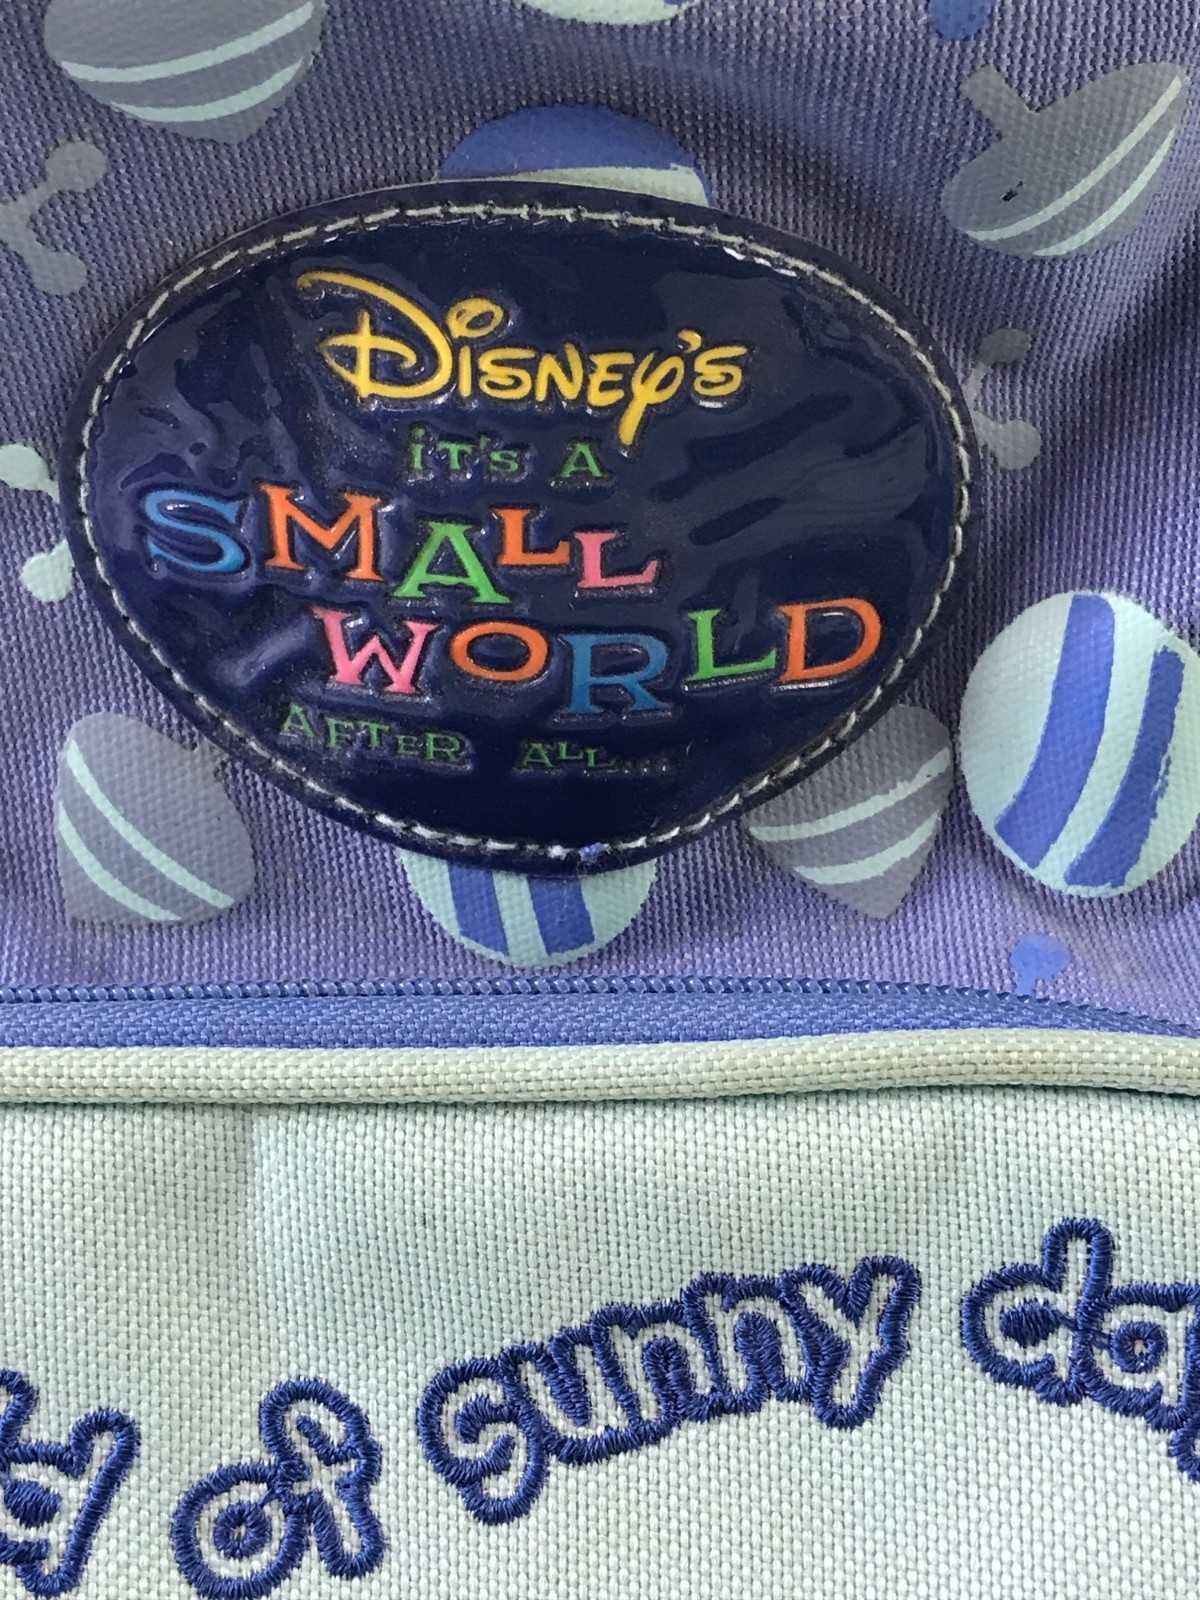 Disney's
iT's A
SMALL
WORLD
AFTER ALL...
of sunny